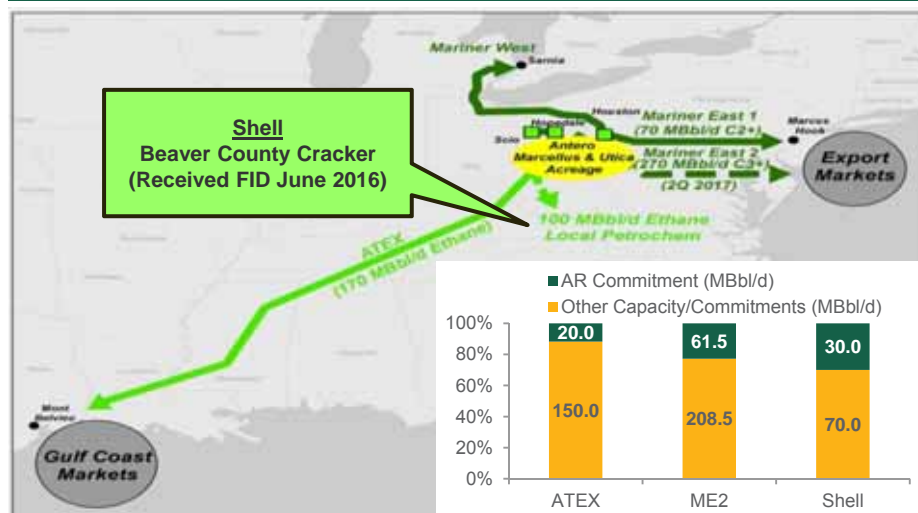 Mariner West
Sarnia
Shell
Beaver County Cracker
(Received FID June 2016)
Houston
Hopedale
Scio
Mariner East 1
(70 MBbl/d C2+)
Marcus
Hook
Antero
Marcellus & Utica
Acreage
Mariner East 2
(270 MBbl/d C3+)
(2Q 2017)
Export
Markets
100 MBbl/d Ethane
Local Petrochem
ATEX
(170 MBbl/d Ethane)
Mont
Belvieu
Gulf Coast
Markets
AR Commitment (MBbl/d)
Other Capacity/Commitments (MBbl/d)
100%
80%
60%
40%
20%
0%
20.0
61.5
30.0
150.0
208.5
70.0
ATEX
ME2
Shell